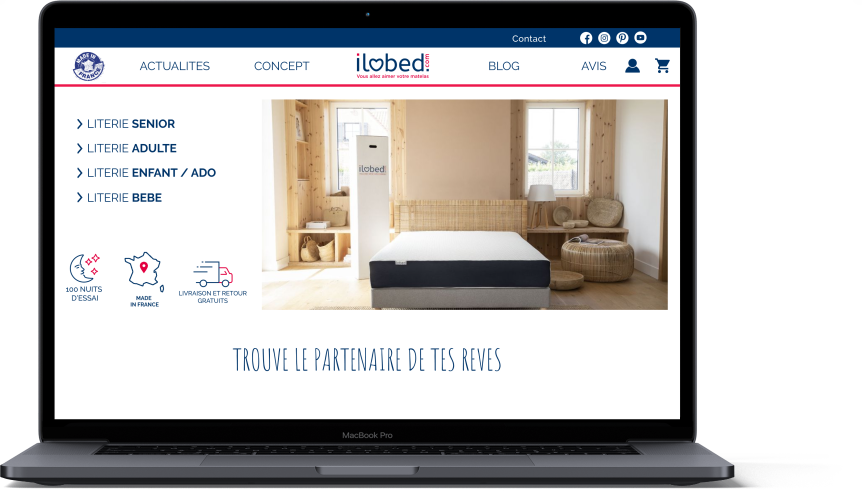 Contact
MADE IN
FRANCE
ACTUALITES
CONCEPT
ilobed.com
Vous allez aimer votre matelas
BLOG
AVIS
LITERIE SENIOR
LITERIE ADULTE
LITERIE ENFANT / ADO
LITERIE BEBE
ilobed
100 NUITS
D'ESSAI
MADE
IN FRANCE
LIVRAISON ET RETOUR
GRATUITS
TROUVE LE PARTENAIRE DE TES REVES
MacBook Pro